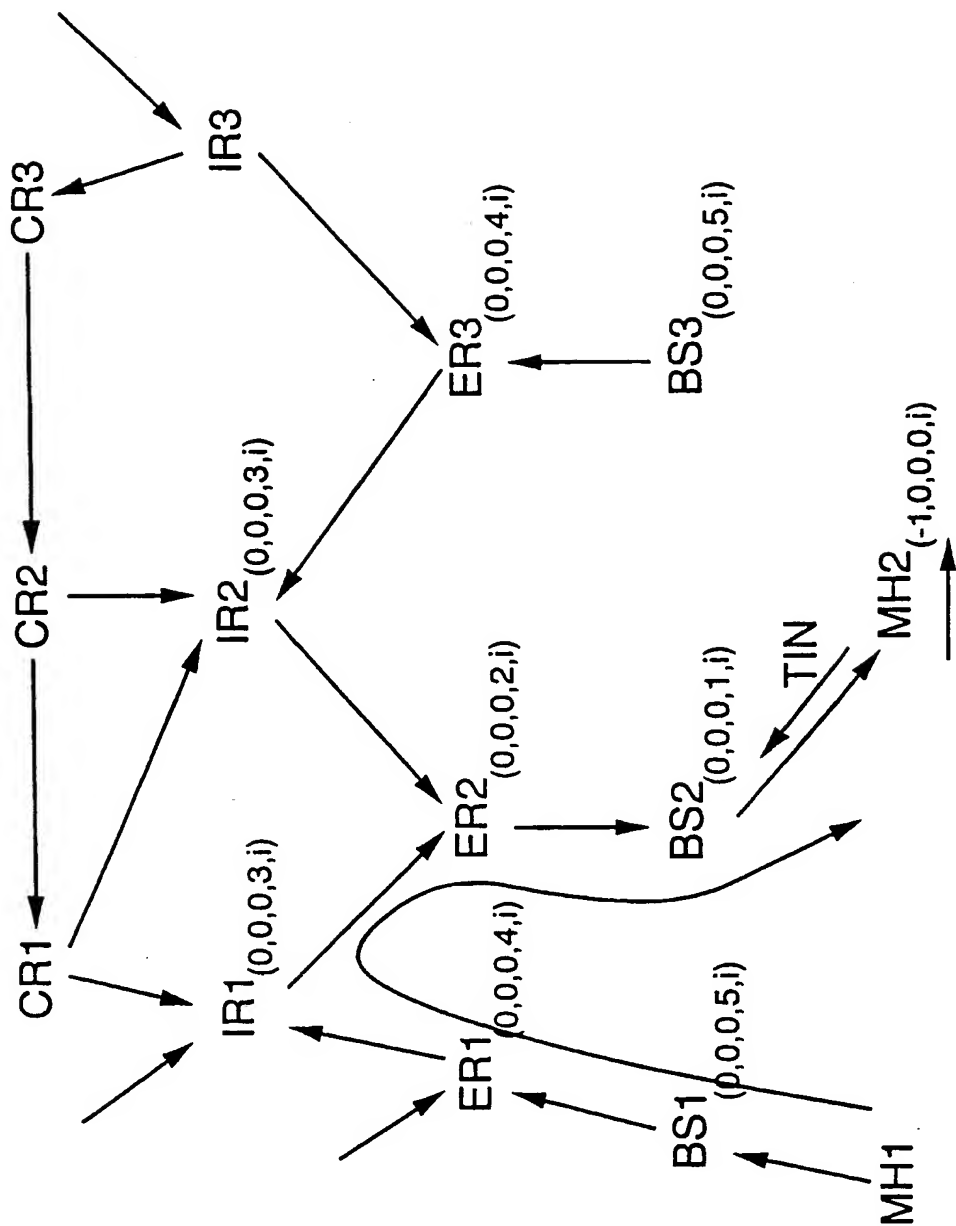 CR1 CR2 CR3
IR1(0,0,0,3,i) IR2(0,0,0,3,i) IR3
ER1(0,0,0,4,i) ER2(0,0,0,2,i) ER3(0,0,0,4,i)
BS1(0,0,0,5,i) BS2(0,0,0,1,i) BS3(0,0,0,5,i)
TIN
MH1 MH2(-1,0,0,0,i)